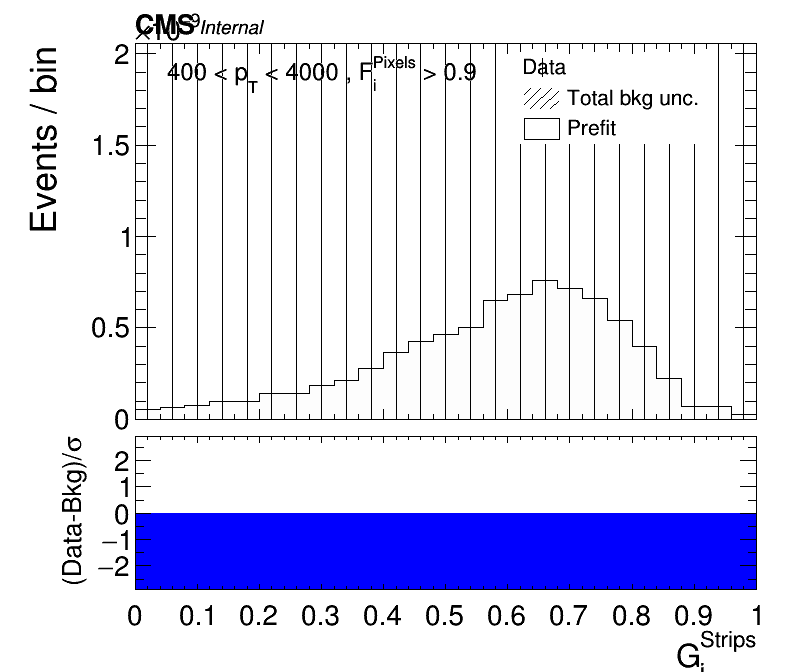 CMS Internal
×10⁻⁹
400 < p_T < 4000 , F_i^Pixels > 0.9
Data
Total bkg unc.
Prefit
Events / bin
2
1.5
1
0.5
0
(Data-Bkg)/σ
2
1
0
−1
−2
0 0.1 0.2 0.3 0.4 0.5 0.6 0.7 0.8 0.9 1
G_i^Strips